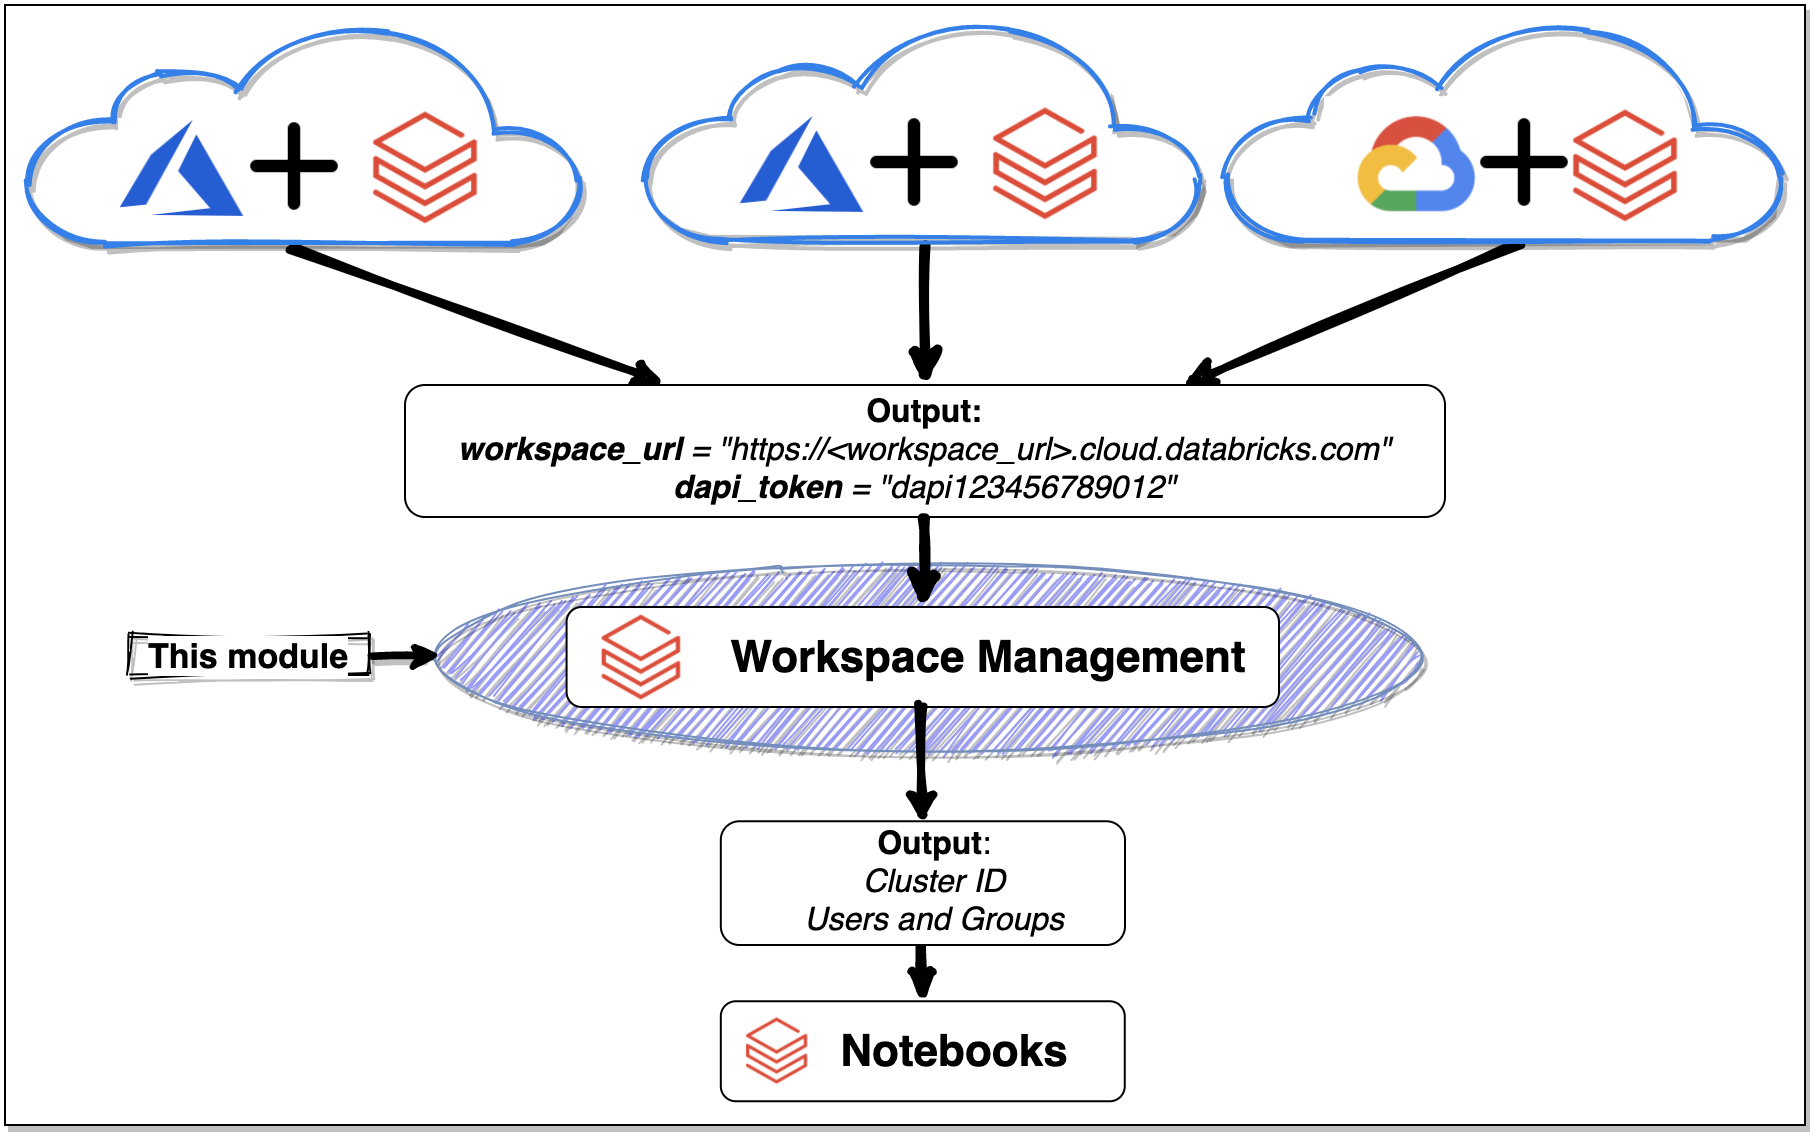 Output:
workspace_url = "https://<workspace_url>.cloud.databricks.com"
dapi_token = "dapi123456789012"
This module
Workspace Management
Output:
Cluster ID
Users and Groups
Notebooks